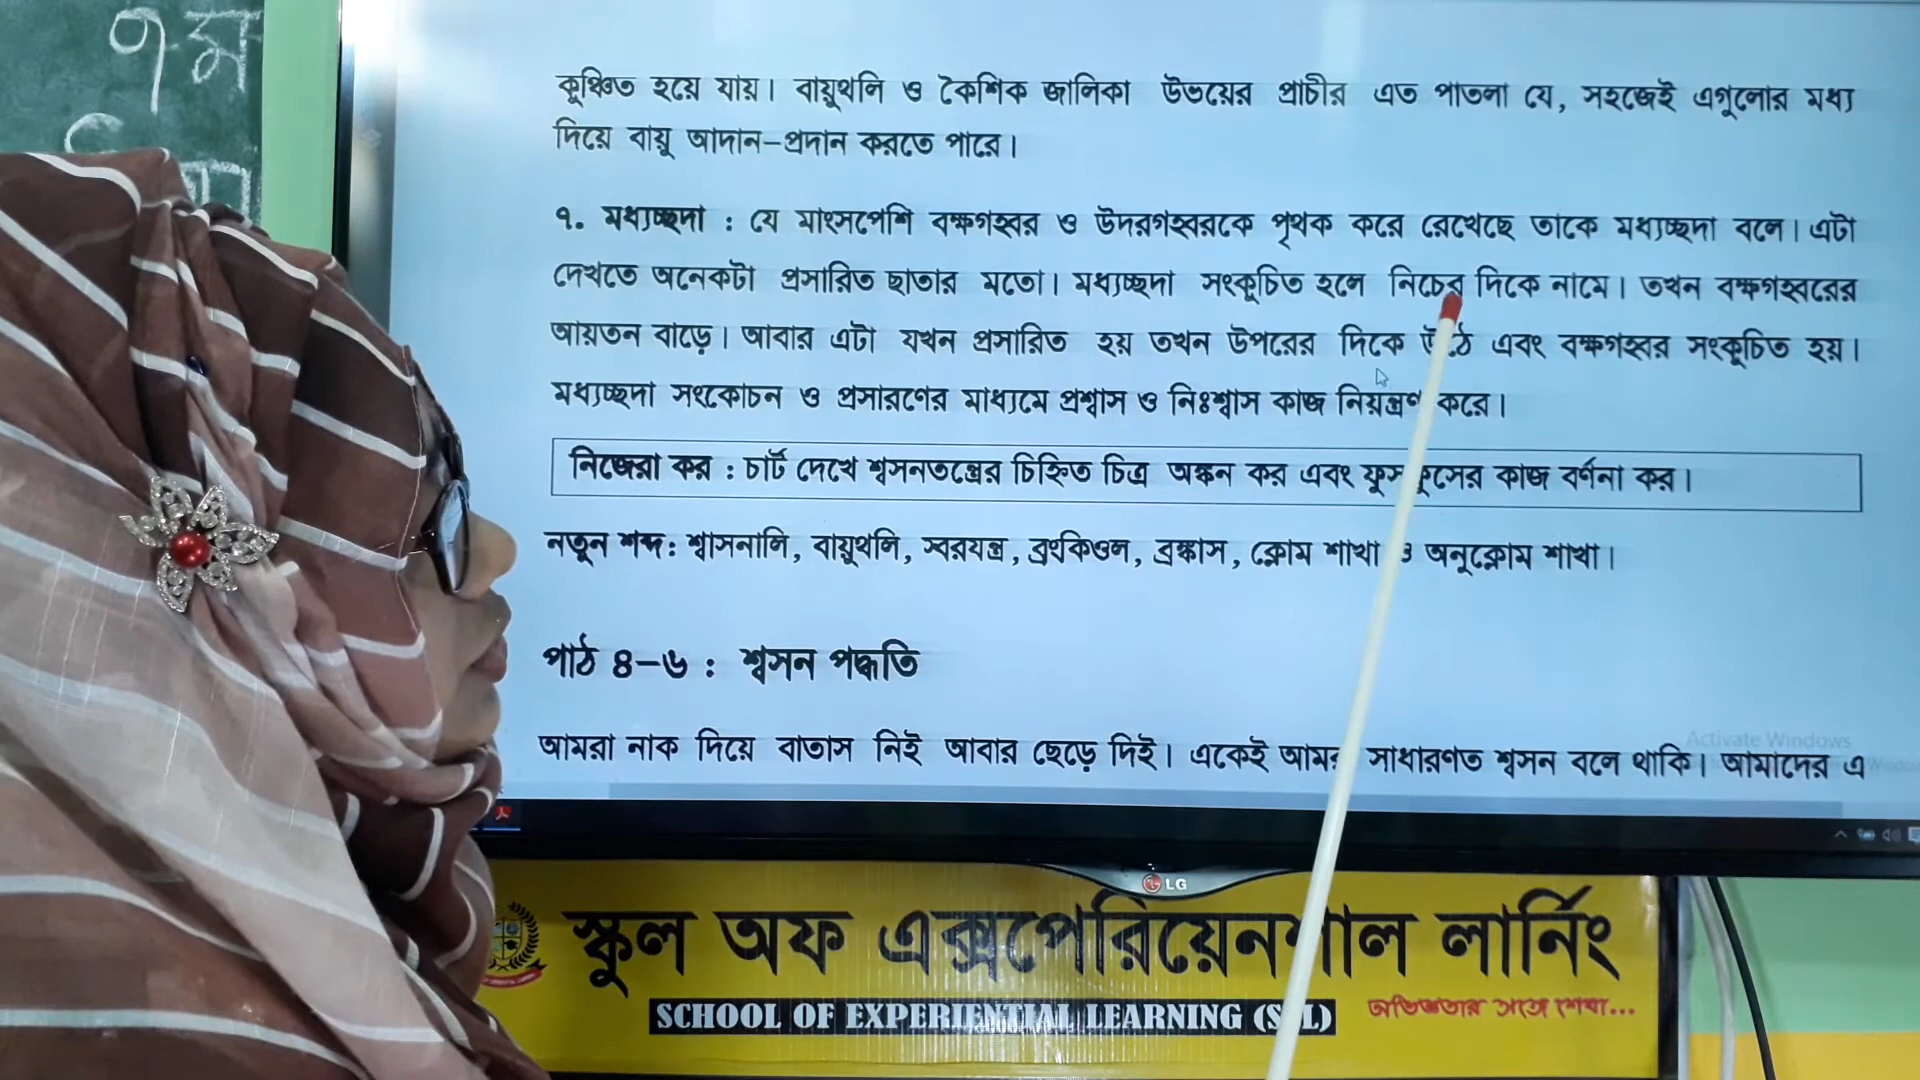 ৭ম
কুঞ্চিত হয়ে যায়। বায়ুথলি ও কৈশিক জালিকা উভয়ের প্রাচীর এত পাতলা যে, সহজেই এগুলোর মধ্য
দিয়ে বায়ু আদান-প্রদান করতে পারে।
৭. মধ্যচ্ছদা : যে মাংসপেশি বক্ষগহ্বর ও উদরগহ্বরকে পৃথক করে রেখেছে তাকে মধ্যচ্ছদা বলে। এটা
দেখতে অনেকটা প্রসারিত ছাতার মতো। মধ্যচ্ছদা সংকুচিত হলে নিচের দিকে নামে। তখন বক্ষগহ্বরের
আয়তন বাড়ে। আবার এটা যখন প্রসারিত হয় তখন উপরের দিকে উঠে এবং বক্ষগহ্বর সংকুচিত হয়।
মধ্যচ্ছদা সংকোচন ও প্রসারণের মাধ্যমে প্রশ্বাস ও নিঃশ্বাস কাজ নিয়ন্ত্রণ করে।
নিজেরা কর : চার্ট দেখে শ্বসনতন্ত্রের চিহ্নিত চিত্র অঙ্কন কর এবং ফুসফুসের কাজ বর্ণনা কর।
নতুন শব্দ : শ্বাসনালি, বায়ুথলি, স্বরযন্ত্র, ব্রংকিওল, ব্রঙ্কাস, ক্লোম শাখা ও অনুক্লোম শাখা।
পাঠ ৪-৬ : শ্বসন পদ্ধতি
আমরা নাক দিয়ে বাতাস নিই আবার ছেড়ে দিই। একেই আমরা সাধারণত শ্বসন বলে থাকি। আমাদের এ
Activate Windows
LG
স্কুল অফ এক্সপেরিয়েনশাল লার্নিং
SCHOOL OF EXPERIENTIAL LEARNING (SEL)
অভিজ্ঞতার সাথে শেখা...